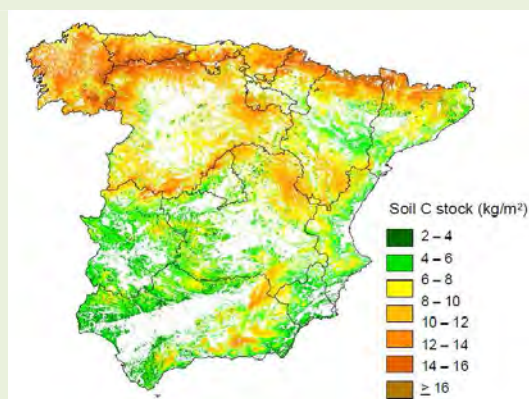 Soil C stock (kg/m²)
2 – 4
4 – 6
6 – 8
8 – 10
10 – 12
12 – 14
14 – 16
≥ 16